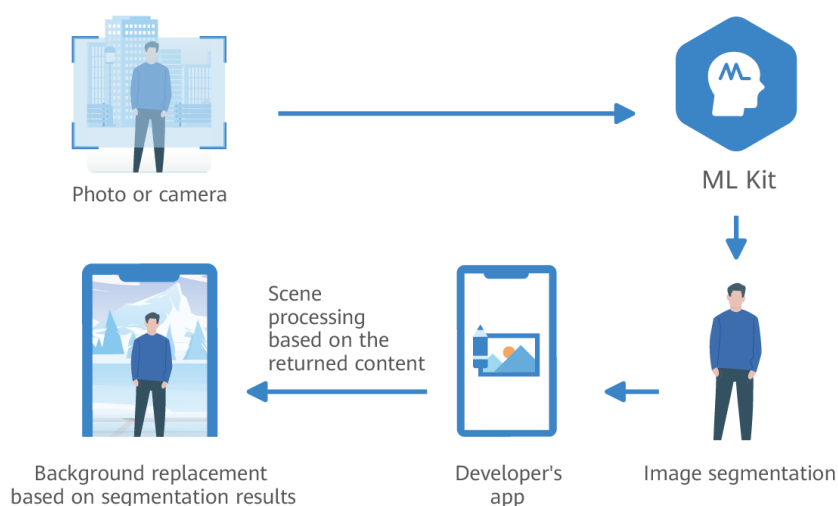 Photo or camera
ML Kit
Scene
processing
based on the
returned content
Background replacement
based on segmentation results
Developer's
app
Image segmentation